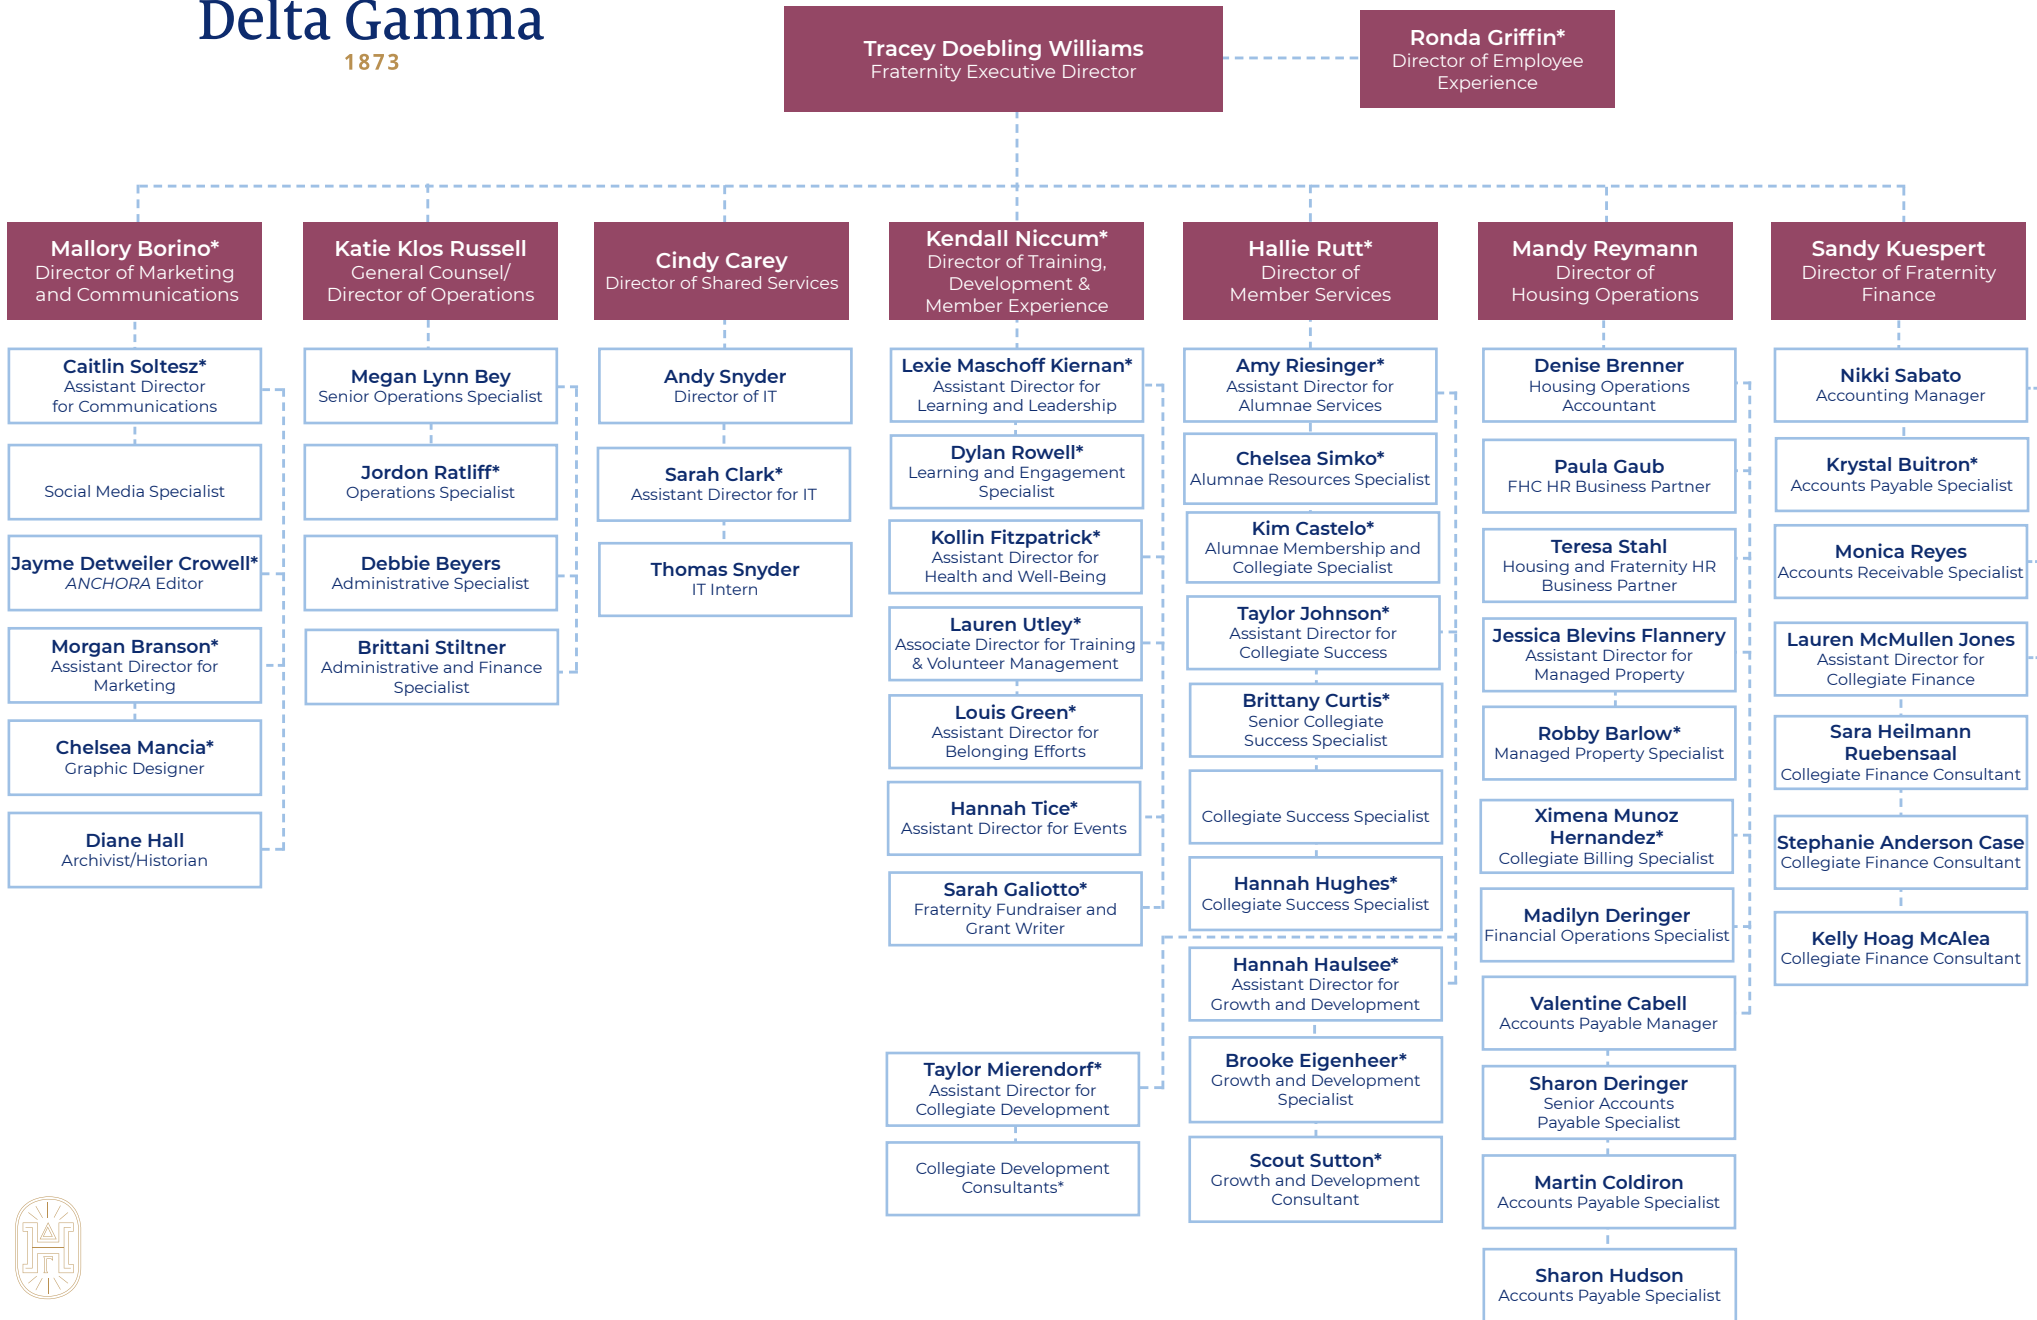 Delta Gamma
1873
Tracey Doebling Williams
Fraternity Executive Director
Ronda Griffin*
Director of Employee
Experience
Mallory Borino*
Director of Marketing
and Communications
Caitlin Soltesz*
Assistant Director
for Communications
Social Media Specialist
Jayme Detweiler Crowell*
ANCHORA Editor
Morgan Branson*
Assistant Director for
Marketing
Chelsea Mancia*
Graphic Designer
Diane Hall
Archivist/Historian
Katie Klos Russell
General Counsel/
Director of Operations
Megan Lynn Bey
Senior Operations Specialist
Jordon Ratliff*
Operations Specialist
Debbie Beyers
Administrative Specialist
Brittani Stiltner
Administrative and Finance
Specialist
Cindy Carey
Director of Shared Services
Andy Snyder
Director of IT
Sarah Clark*
Assistant Director for IT
Thomas Snyder
IT Intern
Kendall Niccum*
Director of Training,
Development &
Member Experience
Lexie Maschoff Kiernan*
Assistant Director for
Learning and Leadership
Dylan Rowell*
Learning and Engagement
Specialist
Kollin Fitzpatrick*
Assistant Director for
Health and Well-Being
Lauren Utley*
Associate Director for Training
& Volunteer Management
Louis Green*
Assistant Director for
Belonging Efforts
Hannah Tice*
Assistant Director for Events
Sarah Galiotto*
Fraternity Fundraiser and
Grant Writer
Taylor Mierendorf*
Assistant Director for
Collegiate Development
Collegiate Development
Consultants*
Hallie Rutt*
Director of
Member Services
Amy Riesinger*
Assistant Director for
Alumnae Services
Chelsea Simko*
Alumnae Resources Specialist
Kim Castelo*
Alumnae Membership and
Collegiate Specialist
Taylor Johnson*
Assistant Director for
Collegiate Success
Brittany Curtis*
Senior Collegiate
Success Specialist
Collegiate Success Specialist
Hannah Hughes*
Collegiate Success Specialist
Hannah Haulsee*
Assistant Director for
Growth and Development
Brooke Eigenheer*
Growth and Development
Specialist
Scout Sutton*
Growth and Development
Consultant
Mandy Reymann
Director of
Housing Operations
Denise Brenner
Housing Operations
Accountant
Paula Gaub
FHC HR Business Partner
Teresa Stahl
Housing and Fraternity HR
Business Partner
Jessica Blevins Flannery
Assistant Director for
Managed Property
Robby Barlow*
Managed Property Specialist
Ximena Munoz
Hernandez*
Collegiate Billing Specialist
Madilyn Deringer
Financial Operations Specialist
Valentine Cabell
Accounts Payable Manager
Sharon Deringer
Senior Accounts
Payable Specialist
Martin Coldiron
Accounts Payable Specialist
Sharon Hudson
Accounts Payable Specialist
Sandy Kuespert
Director of Fraternity
Finance
Nikki Sabato
Accounting Manager
Krystal Buitron*
Accounts Payable Specialist
Monica Reyes
Accounts Receivable Specialist
Lauren McMullen Jones
Assistant Director for
Collegiate Finance
Sara Heilmann
Ruebensaal
Collegiate Finance Consultant
Stephanie Anderson Case
Collegiate Finance Consultant
Kelly Hoag McAlea
Collegiate Finance Consultant